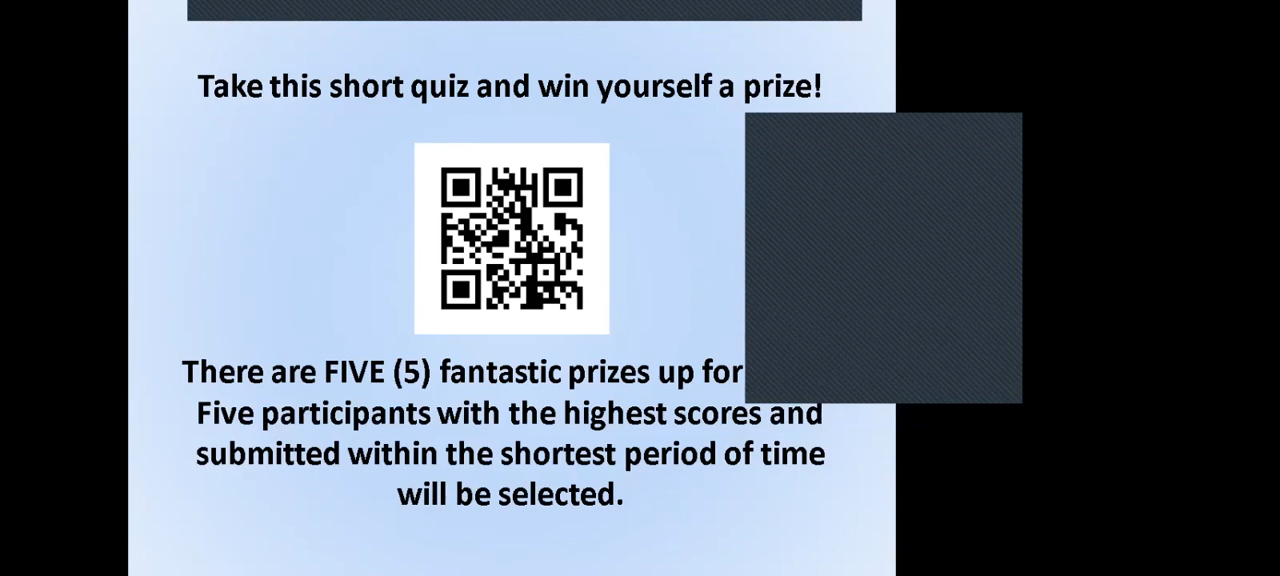 Take this short quiz and win yourself a prize!
There are FIVE (5) fantastic prizes up for
Five participants with the highest scores and
submitted within the shortest period of time
will be selected.